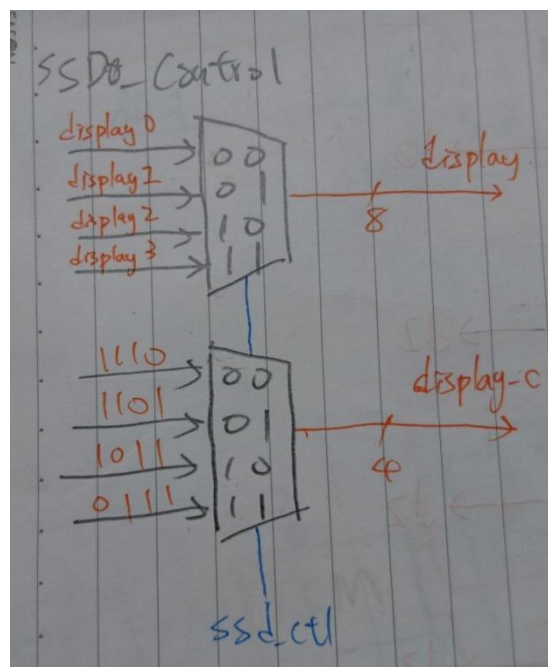 SSD_Control
display 0
display 1
display 2
display 3
00
01
10
11
display
8
1110
1101
1011
0111
00
01
10
11
display_c
4
ssd_ctl